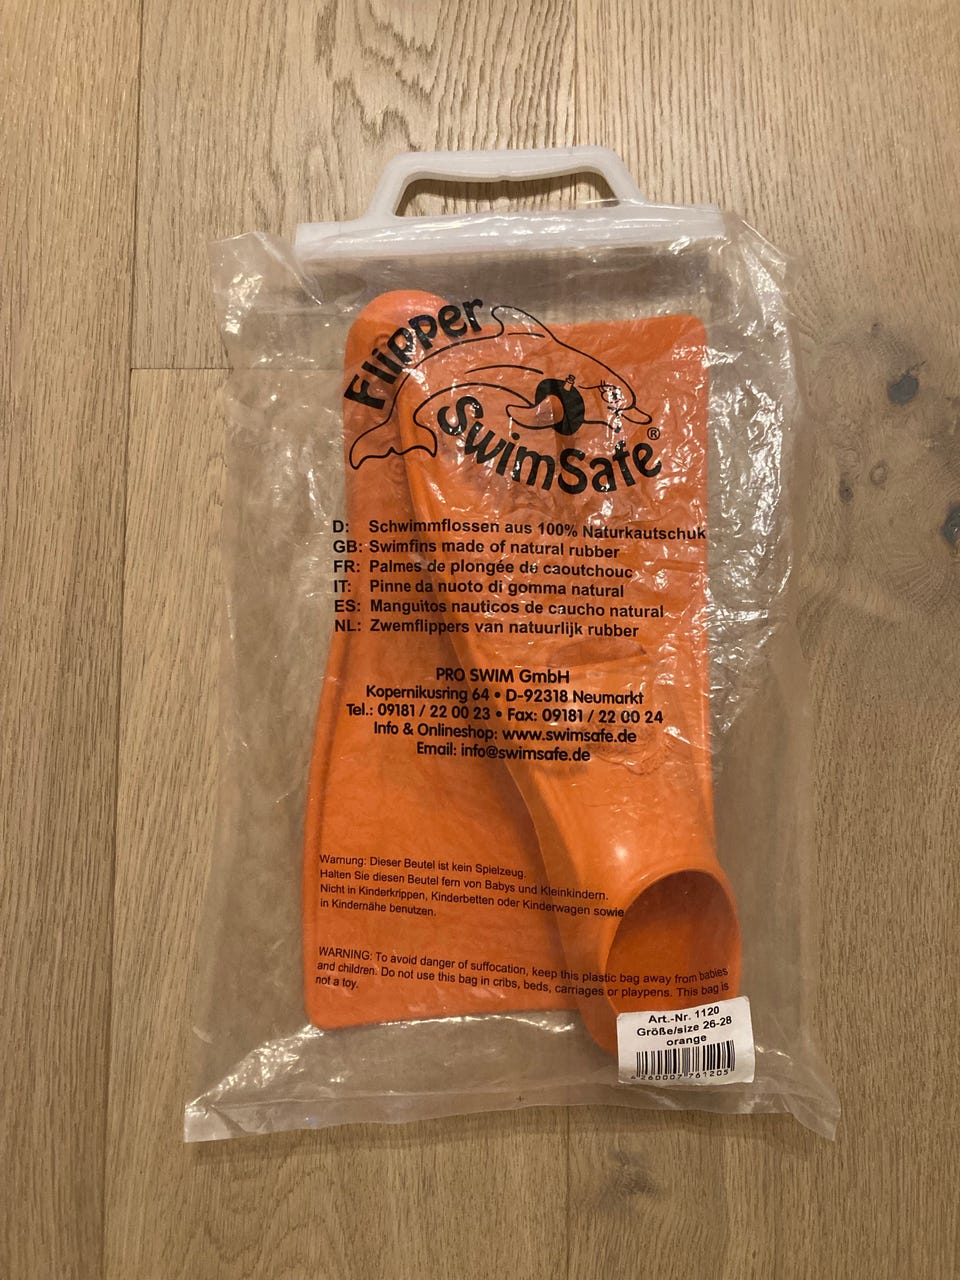 Flipper
SwimSafe®
D: Schwimmflossen aus 100% Naturkautschuk
GB: Swimfins made of natural rubber
FR: Palmes de plongée de caoutchouc
IT: Pinne da nuoto di gomma natural
ES: Manguitos nauticos de caucho natural
NL: Zwemflippers van natuurlijk rubber
PRO SWIM GmbH
Kopernikusring 64 • D-92318 Neumarkt
Tel.: 09181 / 22 00 23 • Fax: 09181 / 22 00 24
Info & Onlineshop: www.swimsafe.de
Email: info@swimsafe.de
Warnung: Dieser Beutel ist kein Spielzeug.
Halten Sie diesen Beutel fern von Babys und Kleinkindern.
Nicht in Kinderkrippen, Kinderbetten oder Kinderwagen sowie
in Kindernähe benutzen.
WARNING: To avoid danger of suffocation, keep this plastic bag away from babies
and children. Do not use this bag in cribs, beds, carriages or playpens. This bag is
not a toy.
Art.-Nr. 1120
Größe/size 26-28
orange
4 260007 761205